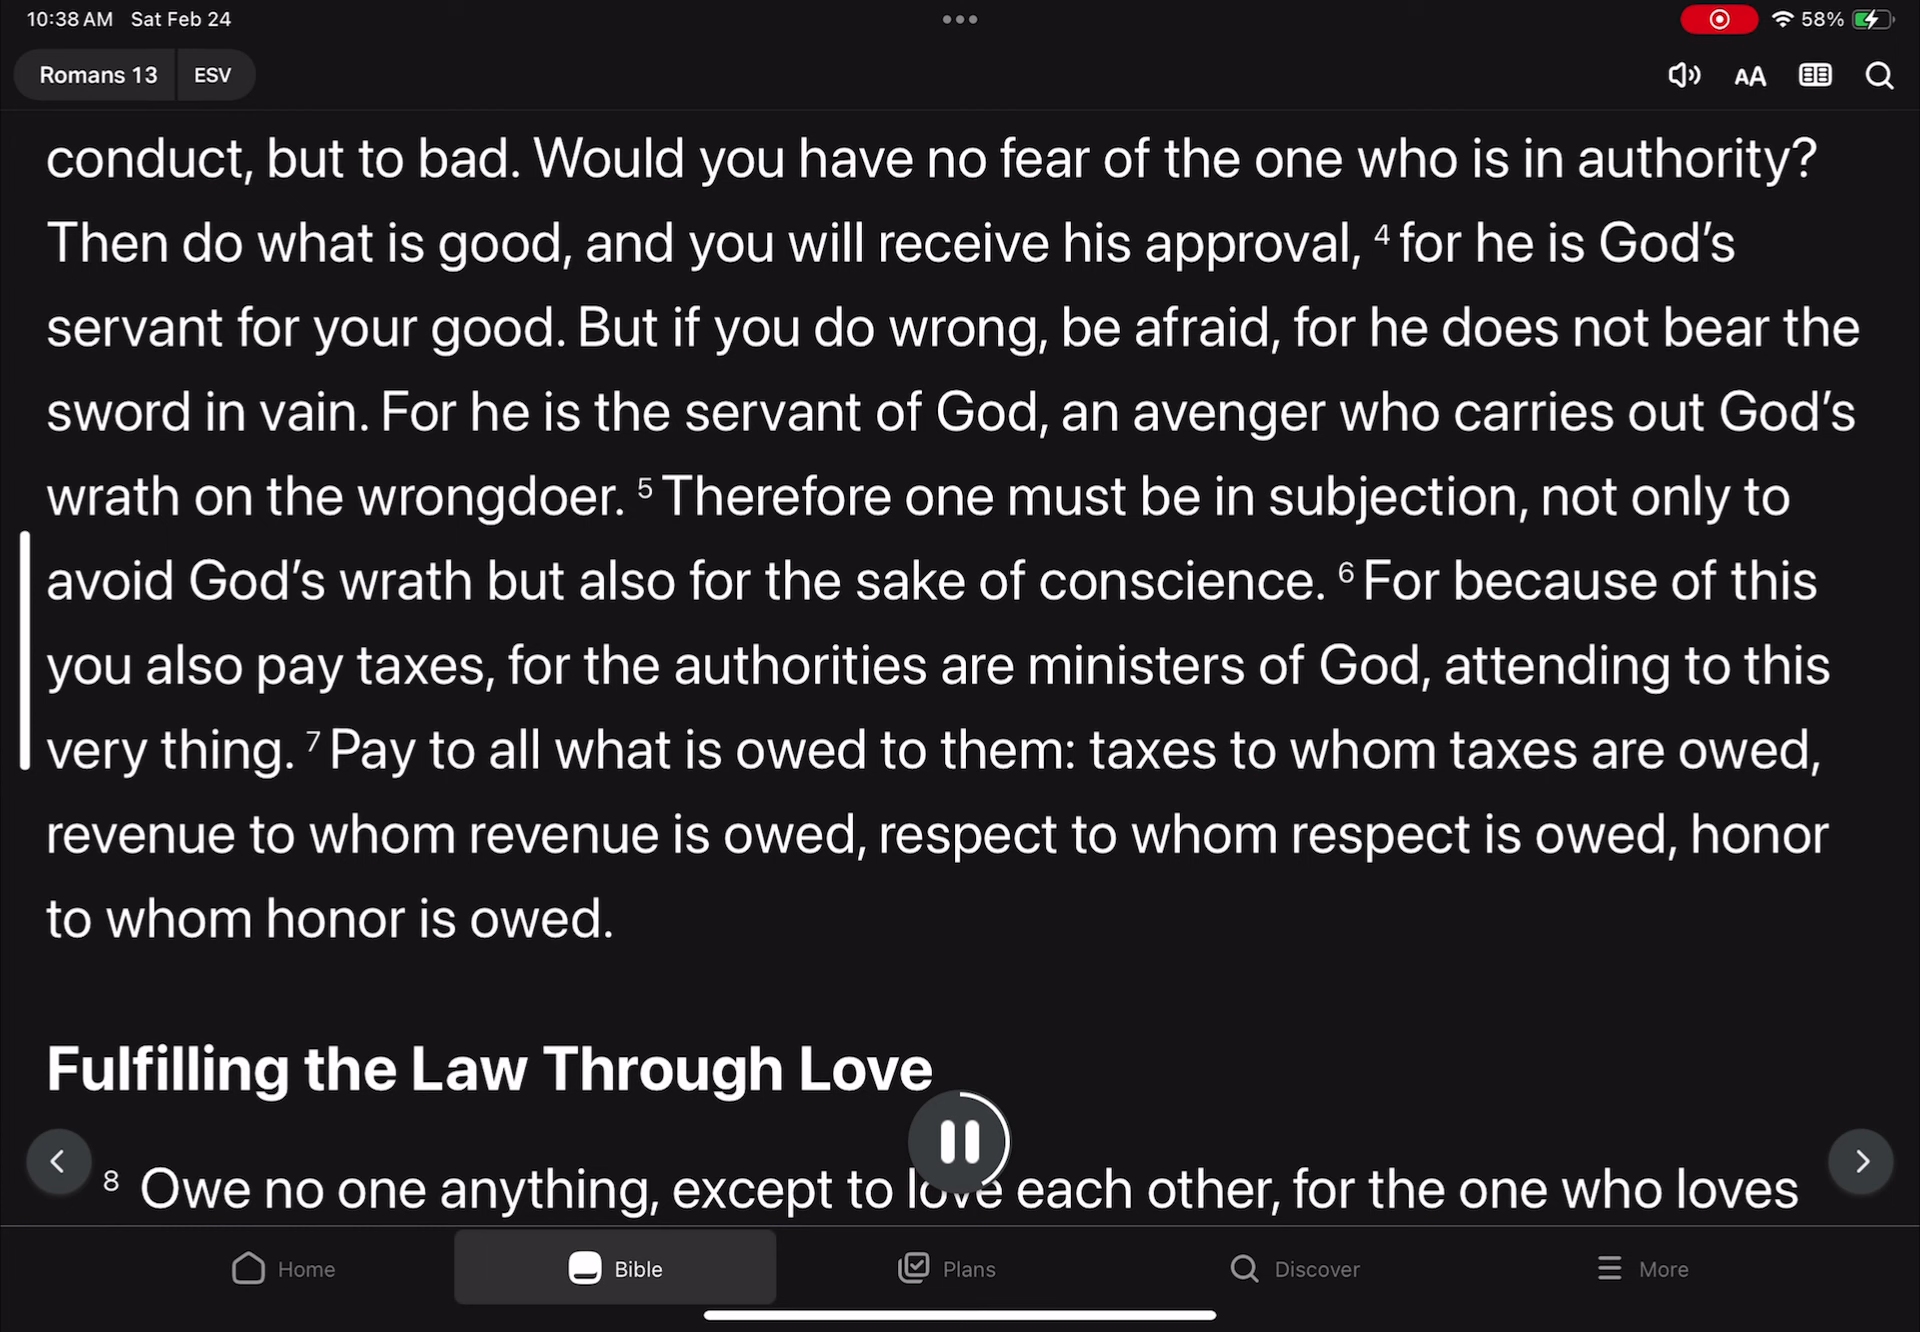 10:38 AM Sat Feb 24
58%
Romans 13 ESV
AA
conduct, but to bad. Would you have no fear of the one who is in authority?
Then do what is good, and you will receive his approval, 4 for he is God’s
servant for your good. But if you do wrong, be afraid, for he does not bear the
sword in vain. For he is the servant of God, an avenger who carries out God’s
wrath on the wrongdoer. 5 Therefore one must be in subjection, not only to
avoid God’s wrath but also for the sake of conscience. 6 For because of this
you also pay taxes, for the authorities are ministers of God, attending to this
very thing. 7 Pay to all what is owed to them: taxes to whom taxes are owed,
revenue to whom revenue is owed, respect to whom respect is owed, honor
to whom honor is owed.
Fulfilling the Law Through Love
8 Owe no one anything, except to love each other, for the one who loves
Home Bible Plans Discover More